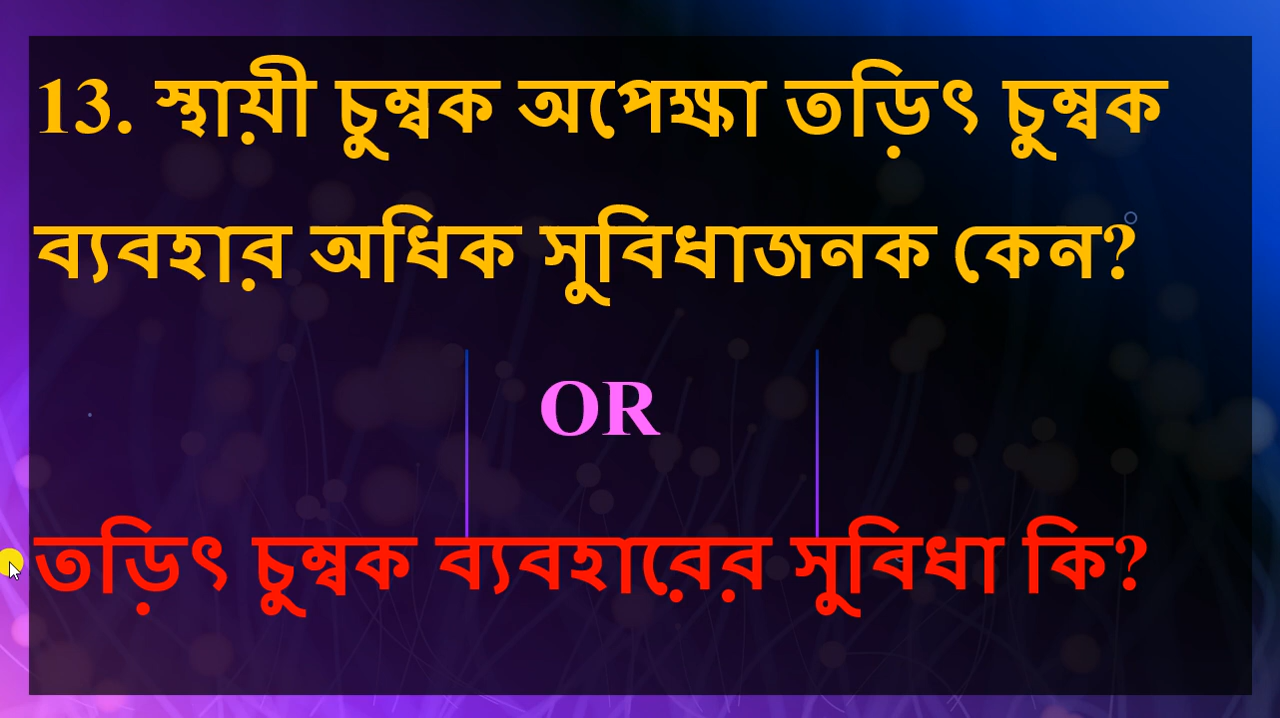 13. স্থায়ী চুম্বক অপেক্ষা তড়িৎ চুম্বক
ব্যবহার অধিক সুবিধাজনক কেন?
OR
তড়িৎ চুম্বক ব্যবহারের সুবিধা কি?